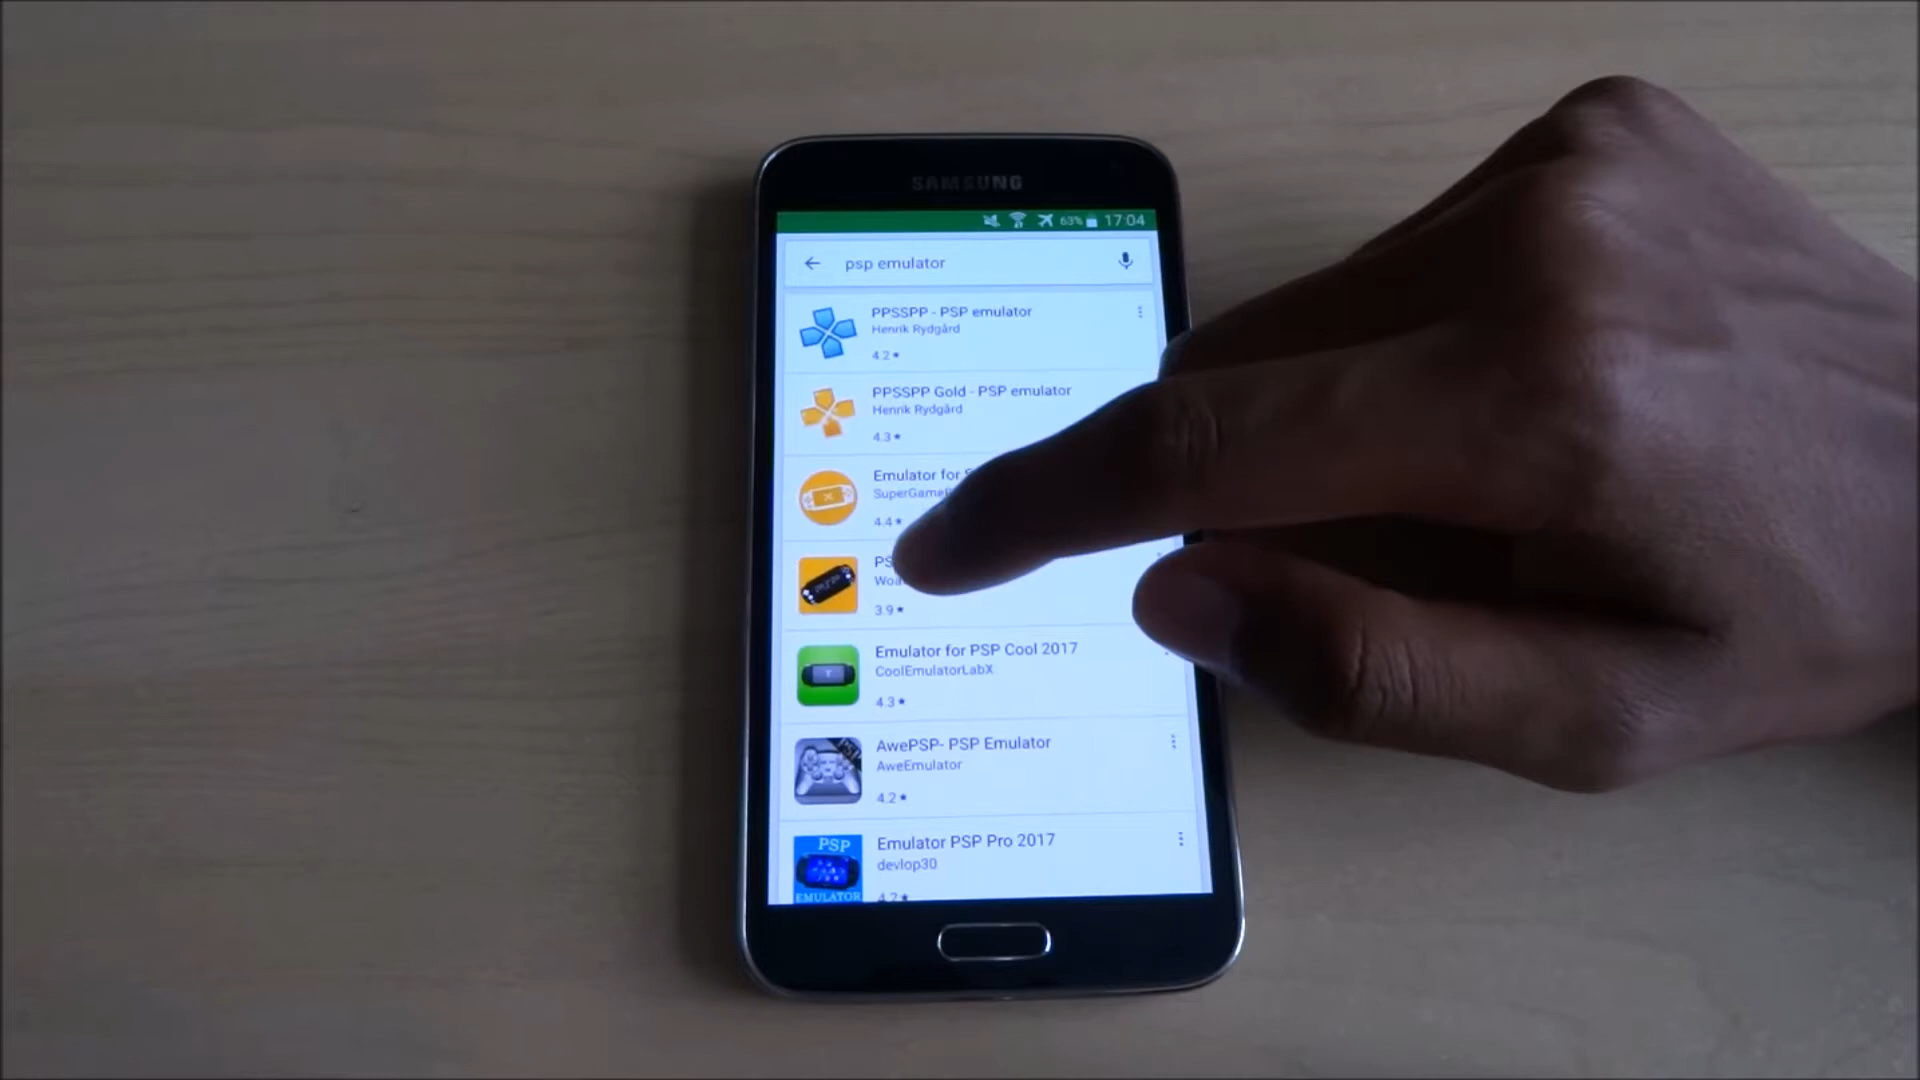 SAMSUNG
63% 17:04
psp emulator
PPSSPP - PSP emulator
Henrik Rydgård
4.2★
PPSSPP Gold - PSP emulator
Henrik Rydgård
4.3★
Emulator for
4.4★
3.9★
Emulator for PSP Cool 2017
CoolEmulatorLabX
4.3★
AwePSP- PSP Emulator
AweEmulator
4.2★
PSP
EMULATOR
Emulator PSP Pro 2017
devlop30
4.2★